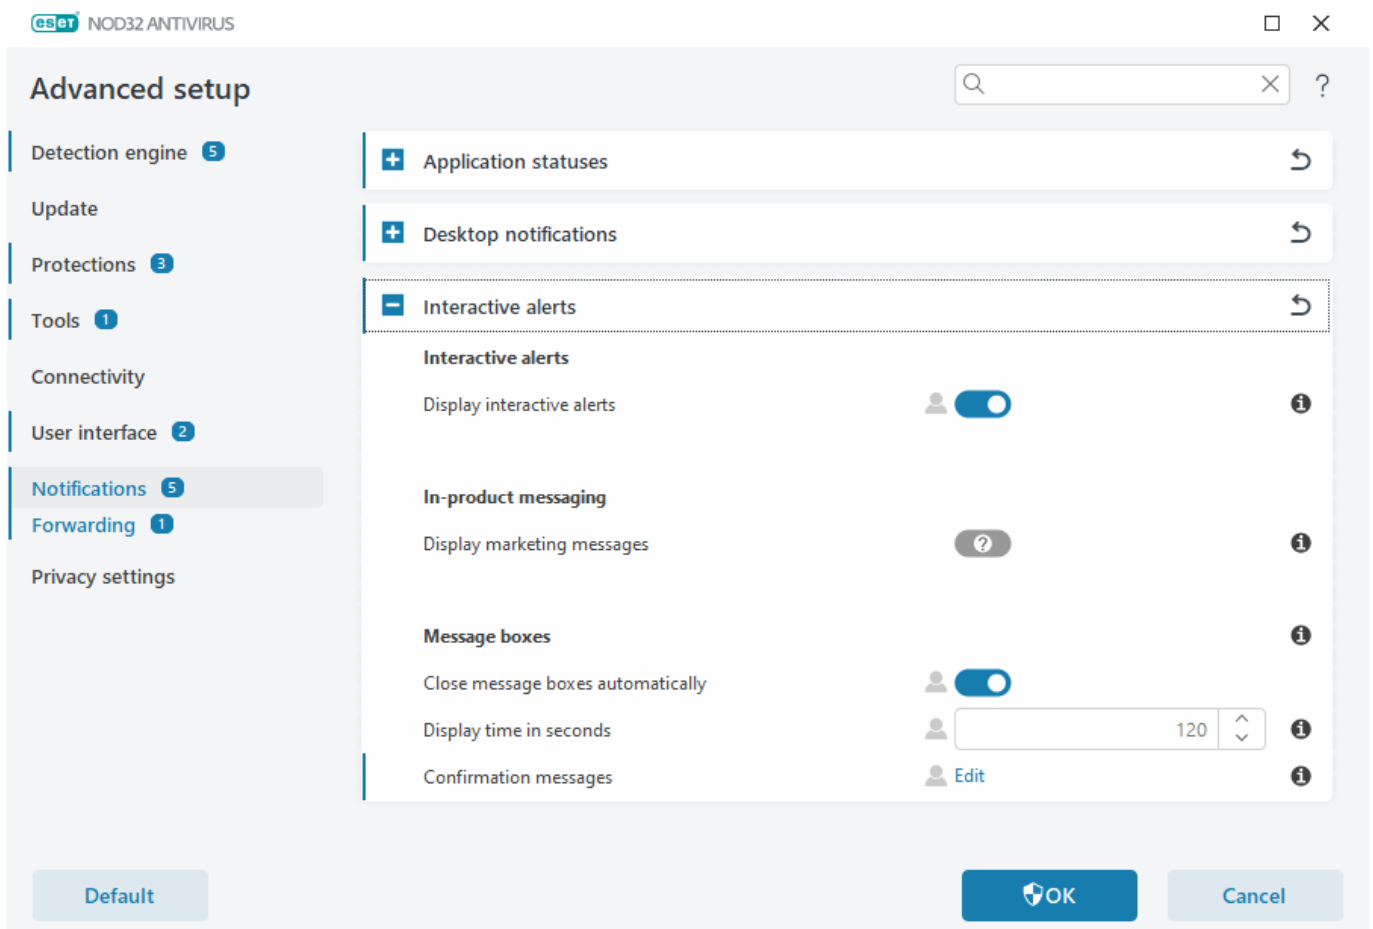 eset NOD32 ANTIVIRUS
Advanced setup
?
Detection engine 5
Update
Protections 3
Tools 1
Connectivity
User interface 2
Notifications 5
Forwarding 1
Privacy settings
Application statuses
Desktop notifications
Interactive alerts
Interactive alerts
Display interactive alerts
In-product messaging
Display marketing messages ?
Message boxes
Close message boxes automatically
Display time in seconds 120
Confirmation messages Edit
Default
OK
Cancel